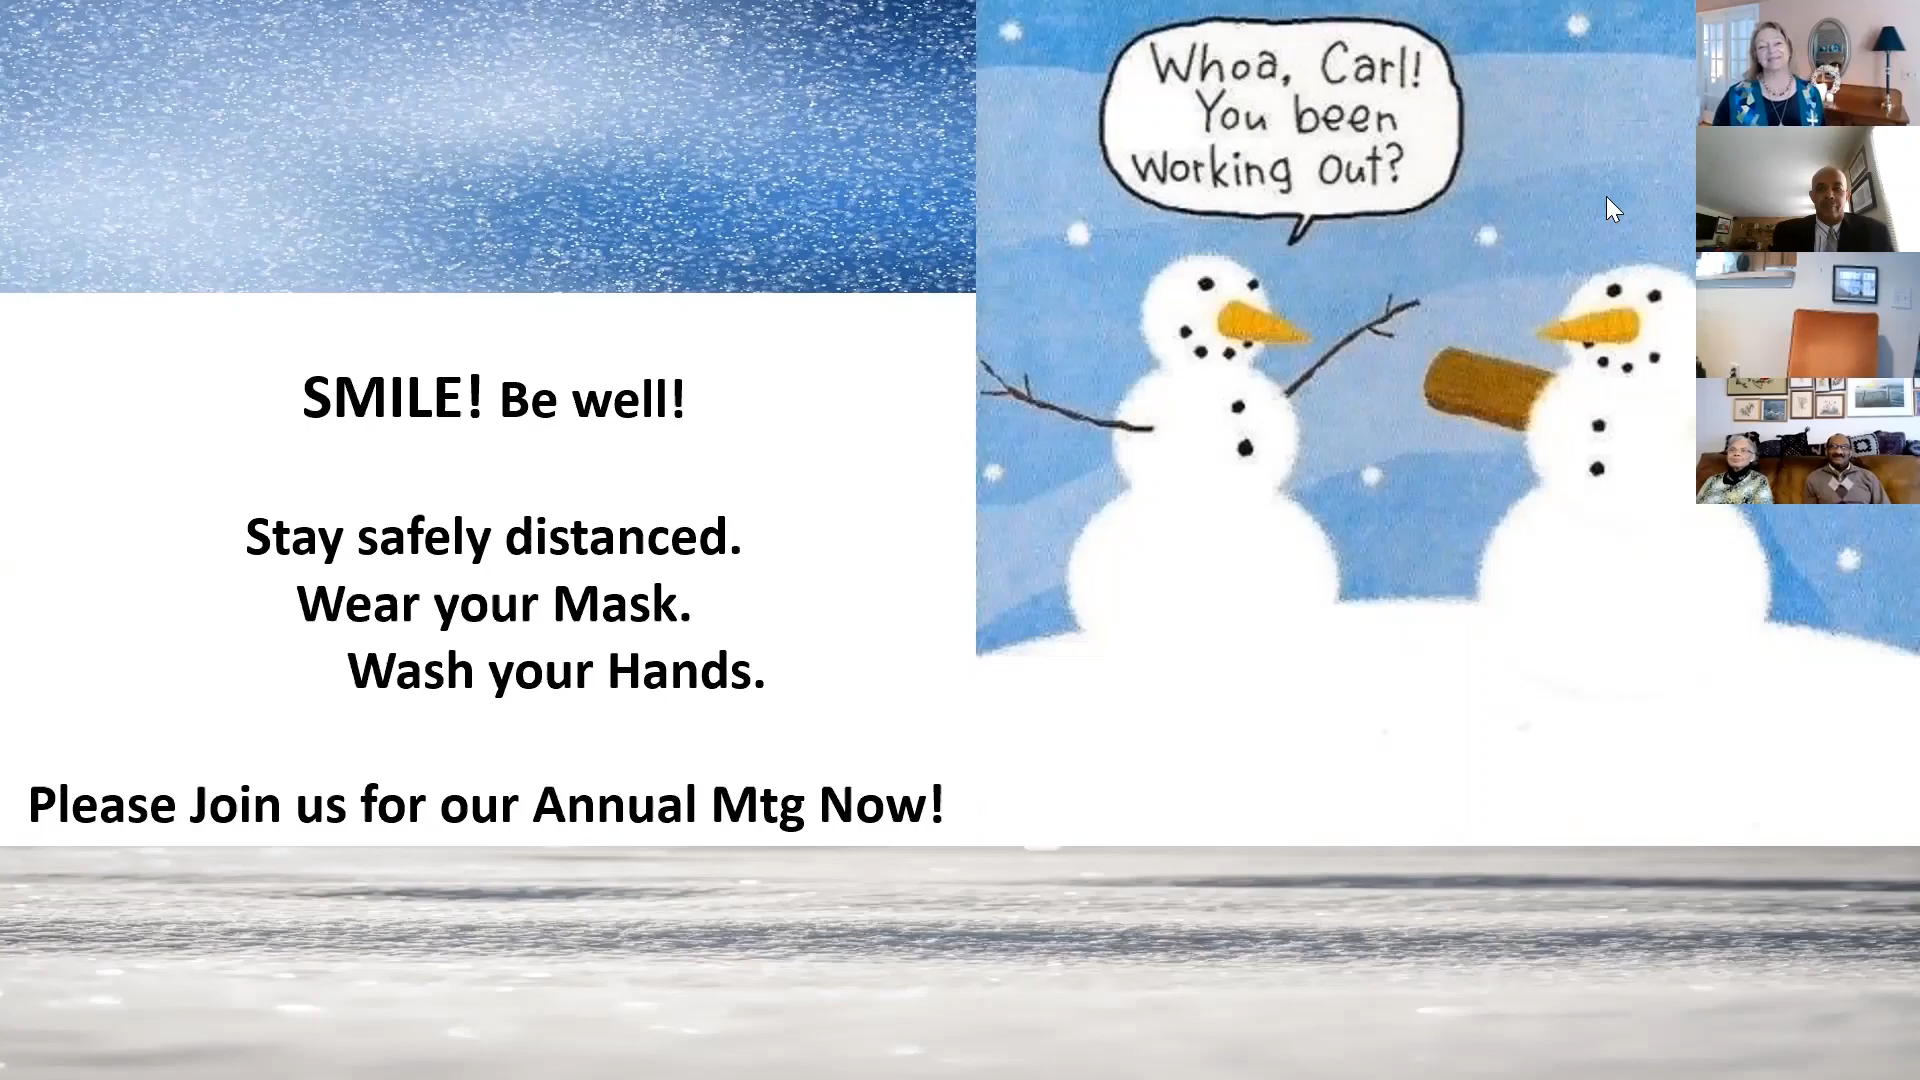 Whoa, Carl!
You been
working out?
SMILE! Be well!
Stay safely distanced.
Wear your Mask.
Wash your Hands.
Please Join us for our Annual Mtg Now!